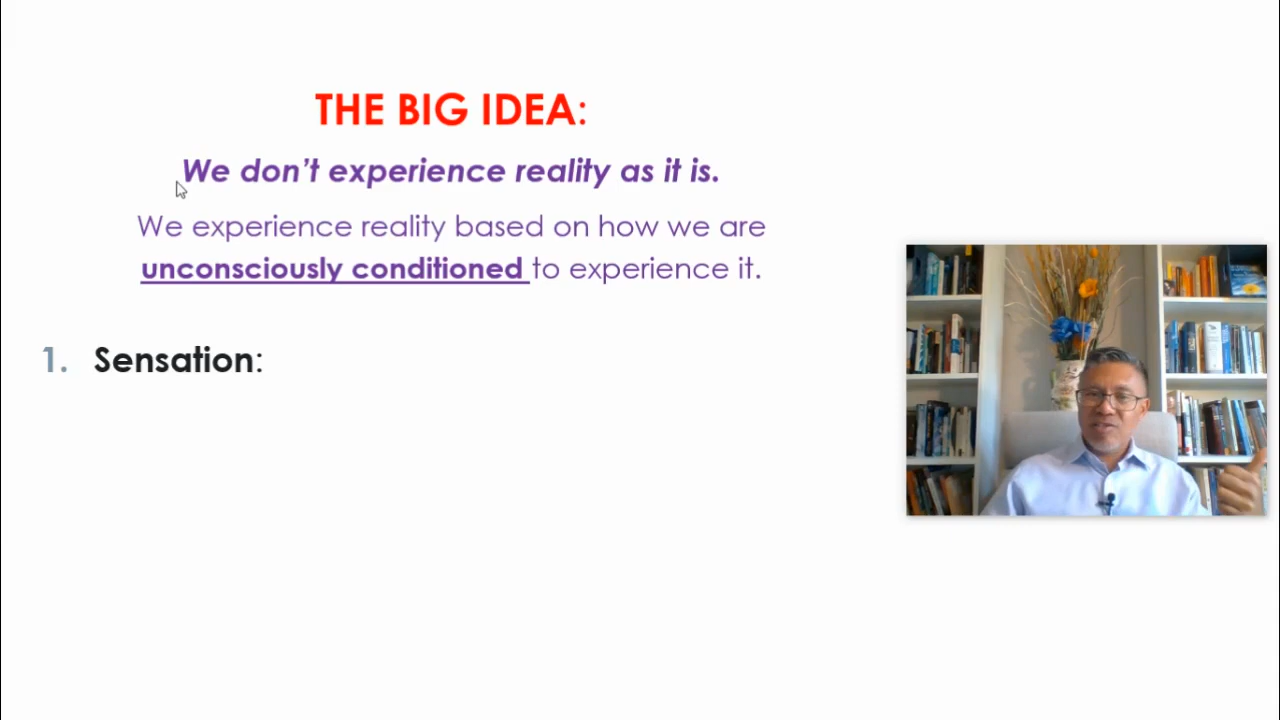 THE BIG IDEA:
We don’t experience reality as it is.
We experience reality based on how we are
unconsciously conditioned to experience it.
1. Sensation: